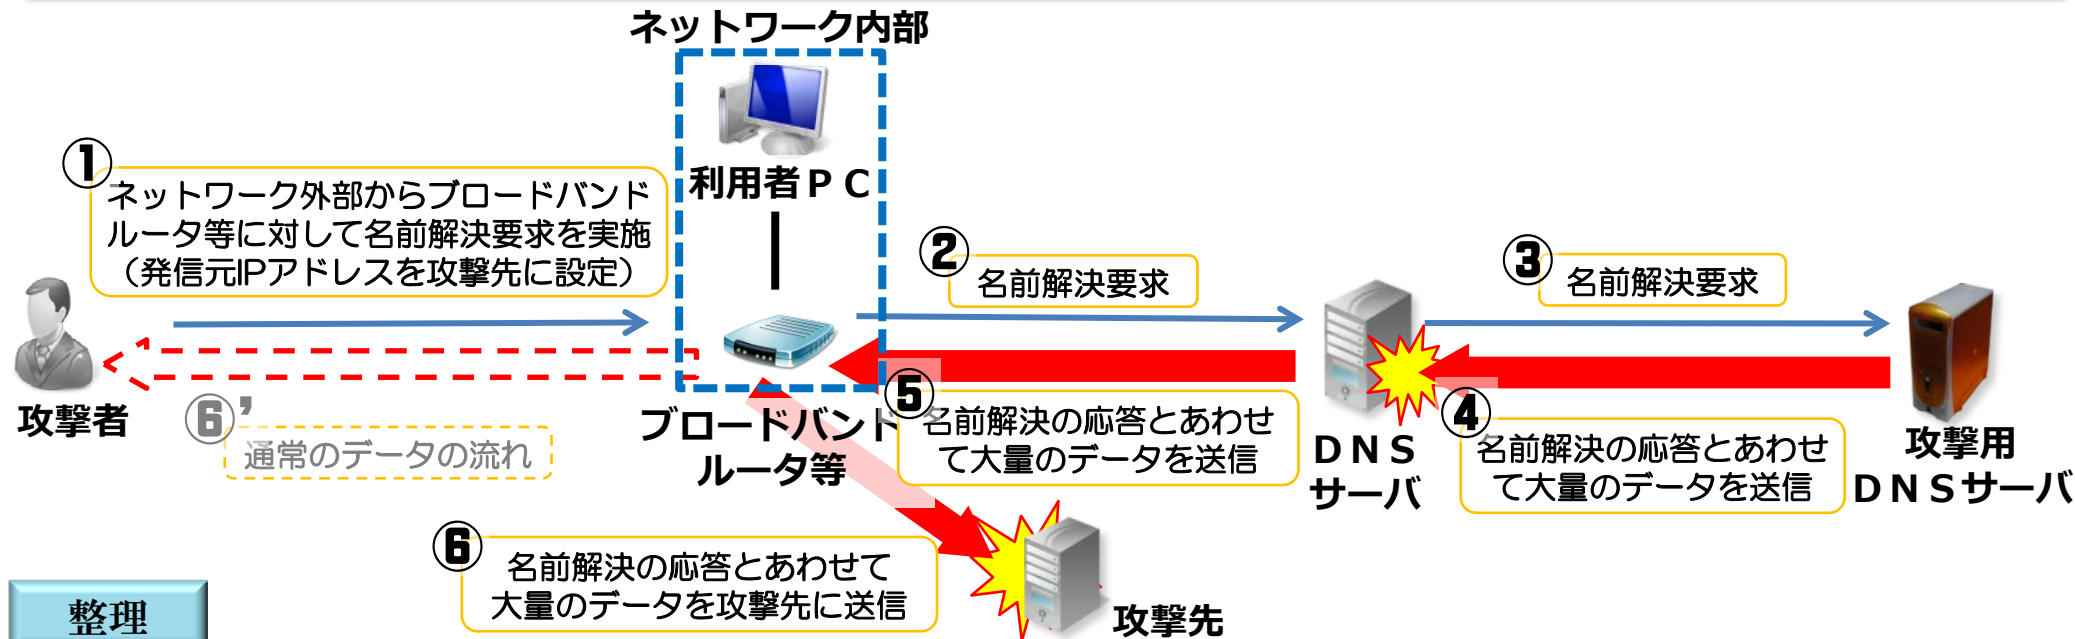 ネットワーク内部
利用者ＰＣ
①
ネットワーク外部からブロードバンド
ルータ等に対して名前解決要求を実施
（発信元IPアドレスを攻撃先に設定）
②
名前解決要求
③
名前解決要求
攻撃者
⑥’
通常のデータの流れ
ブロードバンド
ルータ等
⑤
名前解決の応答とあわせ
て大量のデータを送信
ＤＮＳ
サーバ
④
名前解決の応答とあわせ
て大量のデータを送信
攻撃用
ＤＮＳサーバ
⑥
名前解決の応答とあわせて
大量のデータを攻撃先に送信
攻撃先
整理